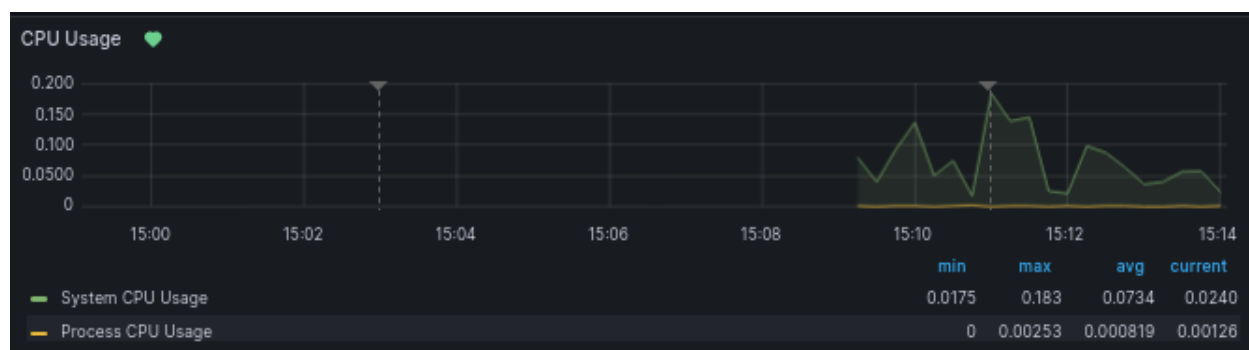 CPU Usage
0.200
0.150
0.100
0.0500
0
15:00 15:02 15:04 15:06 15:08 15:10 15:12 15:14
min max avg current
System CPU Usage 0.0175 0.183 0.0734 0.0240
Process CPU Usage 0 0.00253 0.000819 0.00126